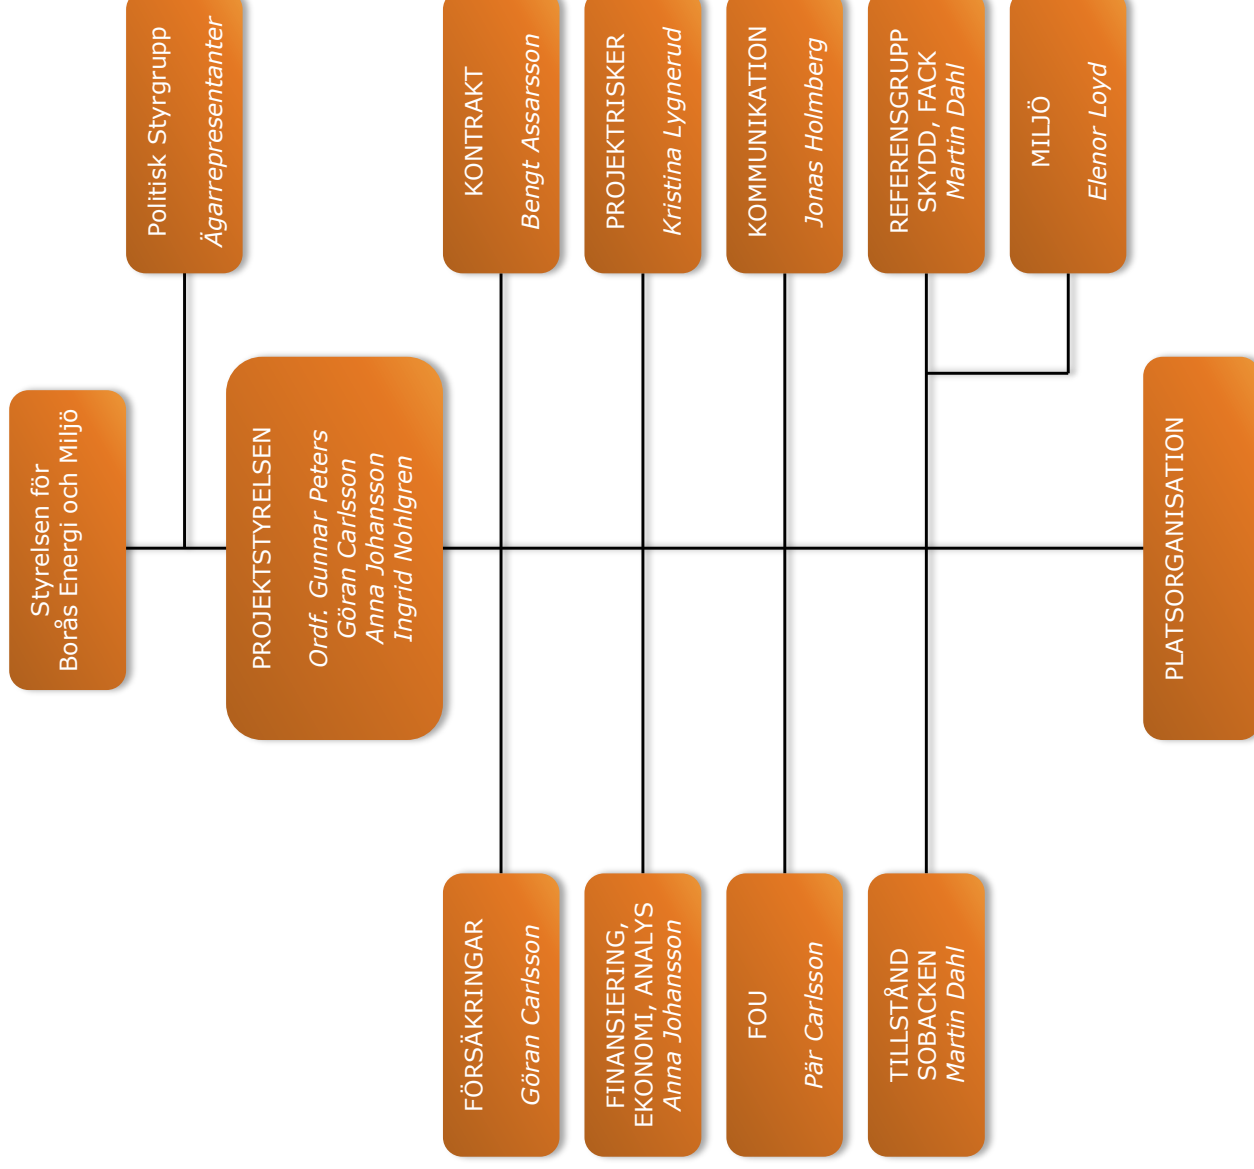 Styrelsen för
Borås Energi och Miljö
Politisk Styrgrupp
Ägarrepresentanter
PROJEKTSTYRELSEN
Ordf. Gunnar Peters
Göran Carlsson
Anna Johansson
Ingrid Nohlgren
FÖRSÄKRINGAR
Göran Carlsson
KONTRAKT
Bengt Assarsson
FINANSIERING,
EKONOMI, ANALYS
Anna Johansson
PROJEKTRISKER
Kristina Lygnerud
FOU
Pär Carlsson
KOMMUNIKATION
Jonas Holmberg
TILLSTÅND
SOBACKEN
Martin Dahl
REFERENSGRUPP
SKYDD, FACK
Martin Dahl
MILJÖ
Elenor Loyd
PLATSORGANISATION